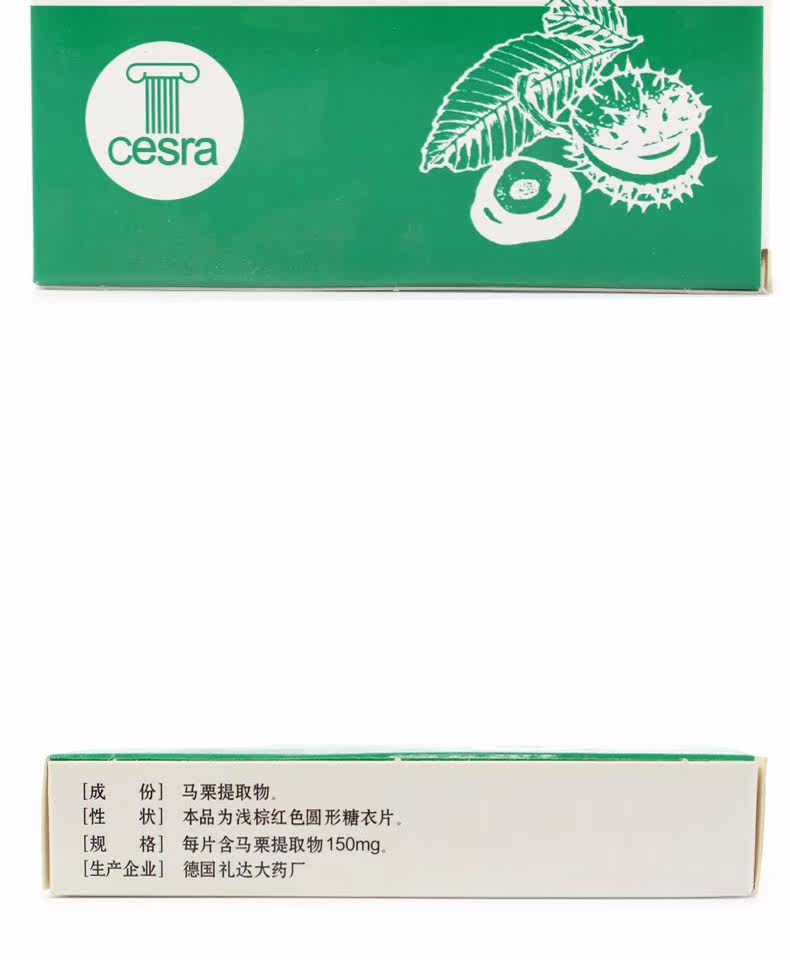 cesra
[成 份] 马栗提取物。
[性 状] 本品为浅棕红色圆形糖衣片。
[规 格] 每片含马栗提取物150mg。
[生产企业] 德国礼达大药厂